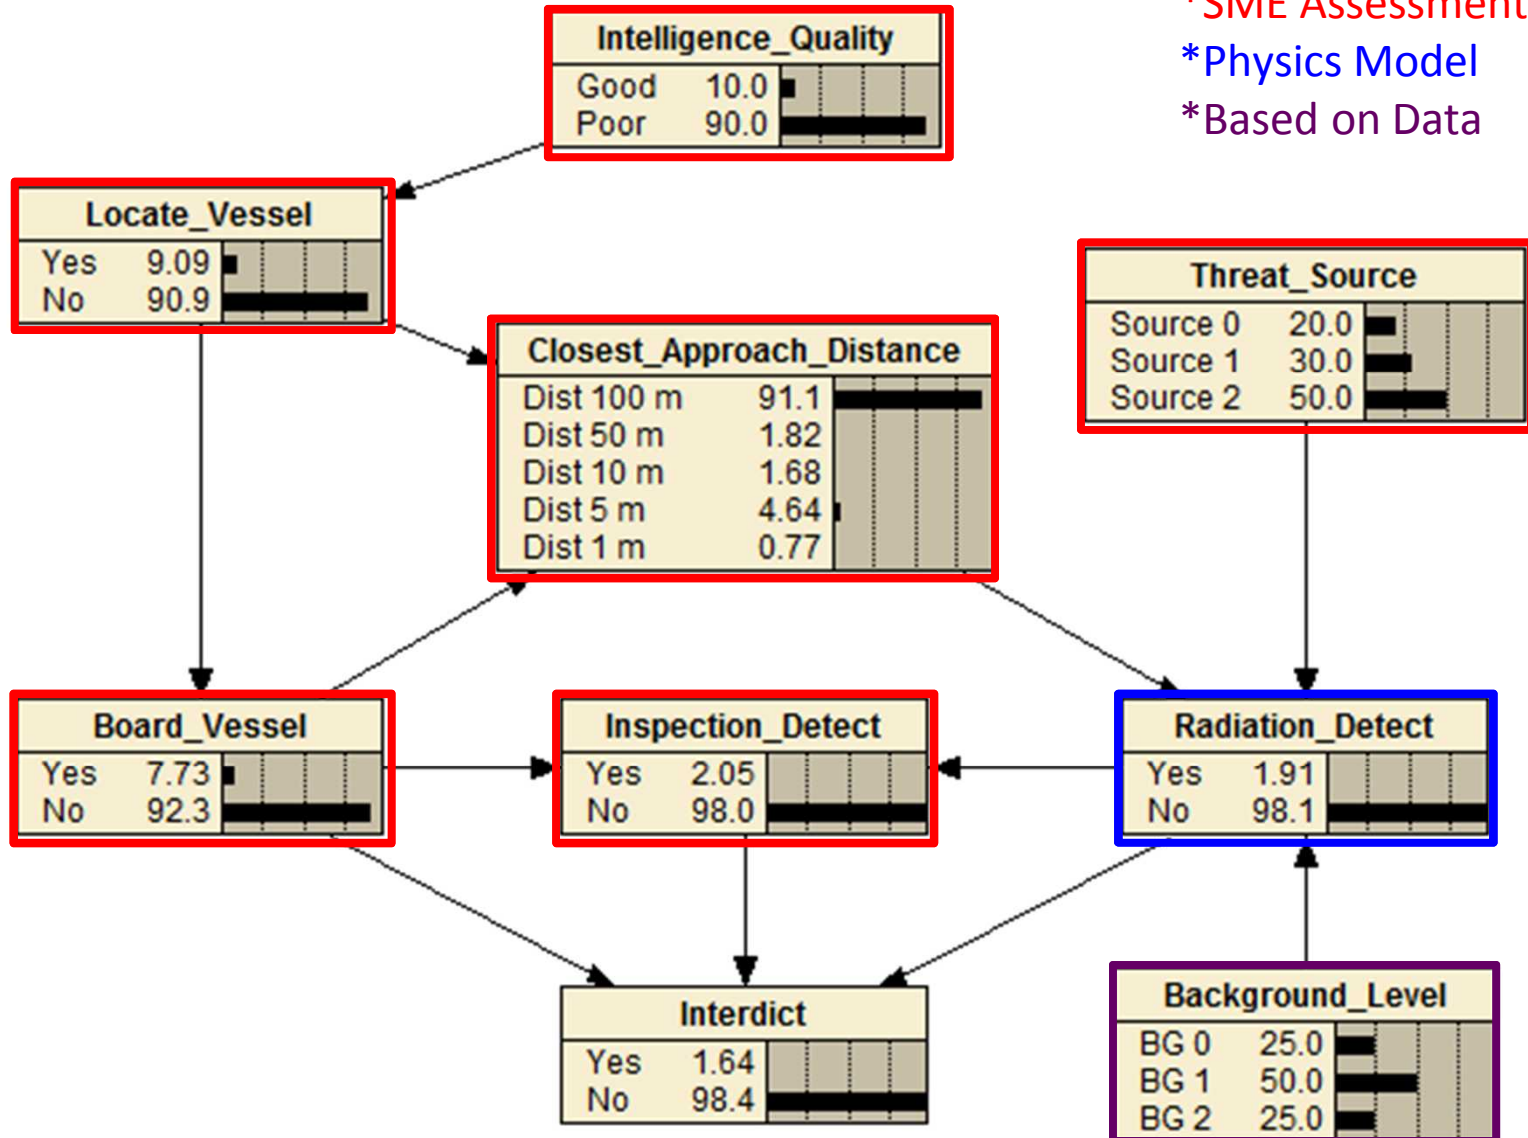 *SME Assessment
*Physics Model
*Based on Data
Intelligence_Quality
Good 10.0
Poor 90.0
Locate_Vessel
Yes 9.09
No 90.9
Threat_Source
Source 0 20.0
Source 1 30.0
Source 2 50.0
Closest_Approach_Distance
Dist 100 m 91.1
Dist 50 m 1.82
Dist 10 m 1.68
Dist 5 m 4.64
Dist 1 m 0.77
Board_Vessel
Yes 7.73
No 92.3
Inspection_Detect
Yes 2.05
No 98.0
Radiation_Detect
Yes 1.91
No 98.1
Interdict
Yes 1.64
No 98.4
Background_Level
BG 0 25.0
BG 1 50.0
BG 2 25.0